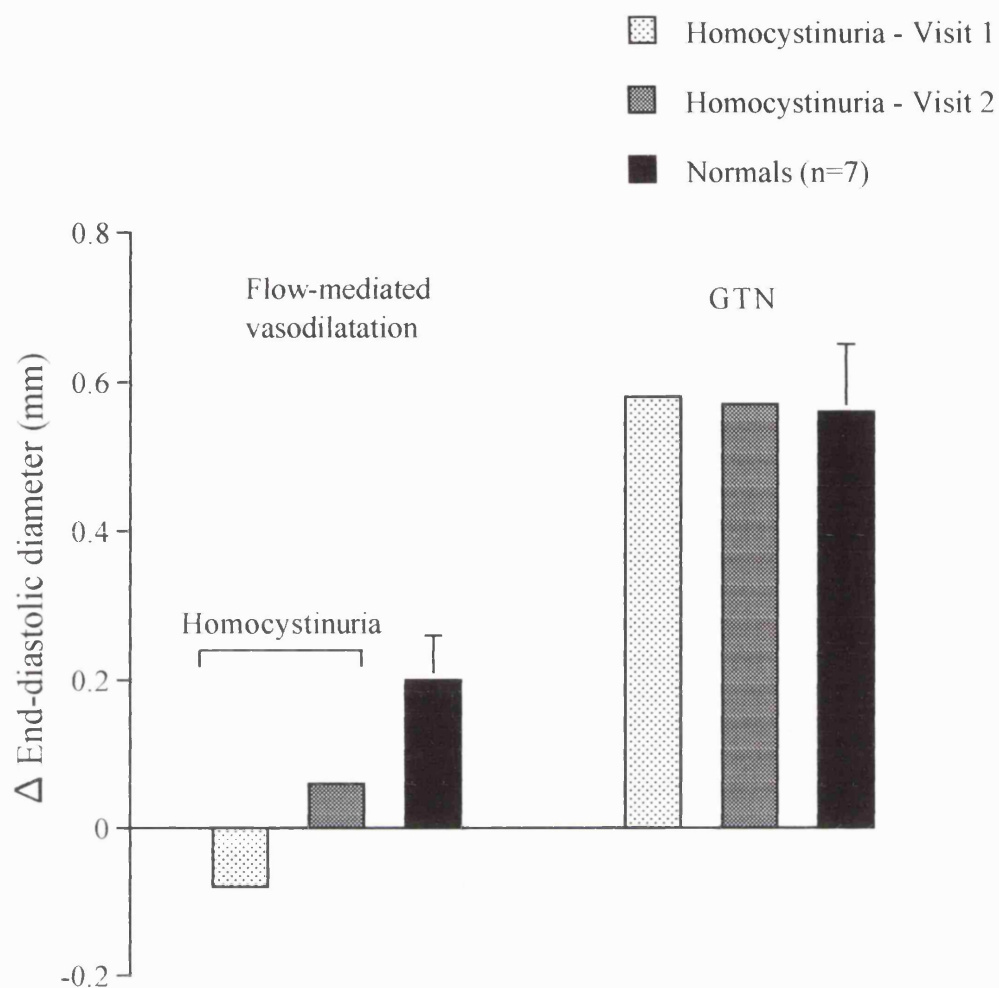 Homocystinuria - Visit 1
Homocystinuria - Visit 2
Normals (n=7)
0.8
0.6
0.4
0.2
0
-0.2
Δ End-diastolic diameter (mm)
Flow-mediated
vasodilatation
GTN
Homocystinuria